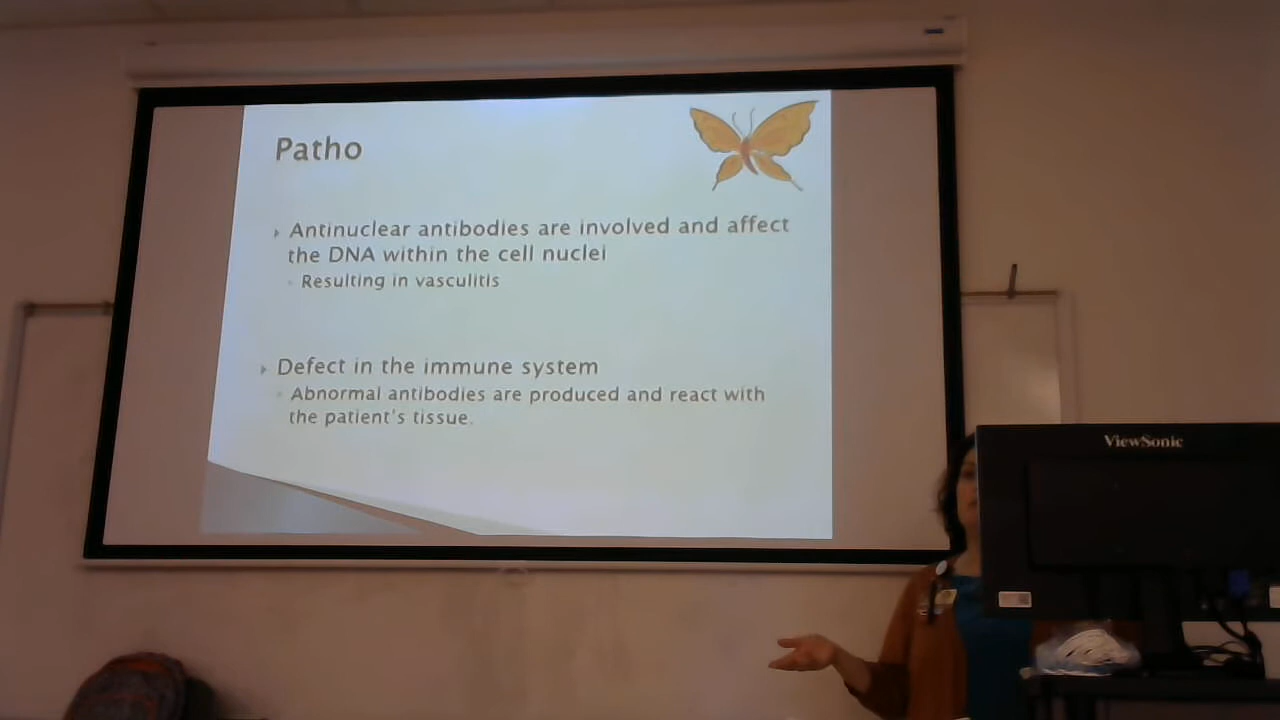 Patho
Antinuclear antibodies are involved and affect
the DNA within the cell nuclei
Resulting in vasculitis
Defect in the immune system
Abnormal antibodies are produced and react with
the patient's tissue.
ViewSonic